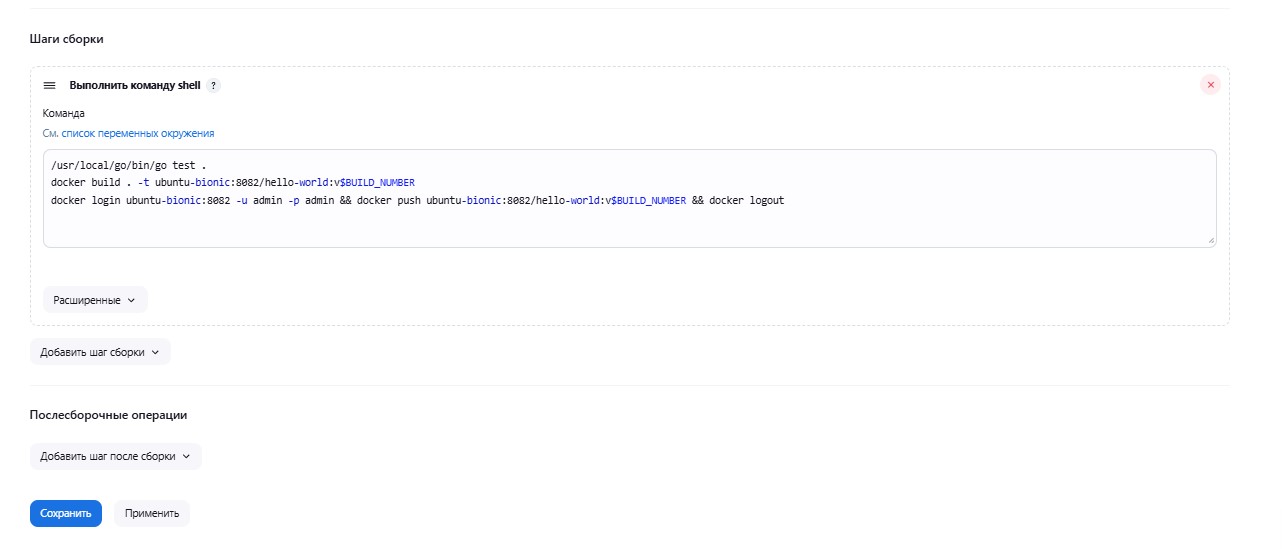 Шаги сборки
Выполнить команду shell ?
Команда
См. список переменных окружения
/usr/local/go/bin/go test .
docker build . -t ubuntu-bionic:8082/hello-world:v$BUILD_NUMBER
docker login ubuntu-bionic:8082 -u admin -p admin && docker push ubuntu-bionic:8082/hello-world:v$BUILD_NUMBER && docker logout
Расширенные
Добавить шаг сборки
Послесборочные операции
Добавить шаг после сборки
Сохранить Применить